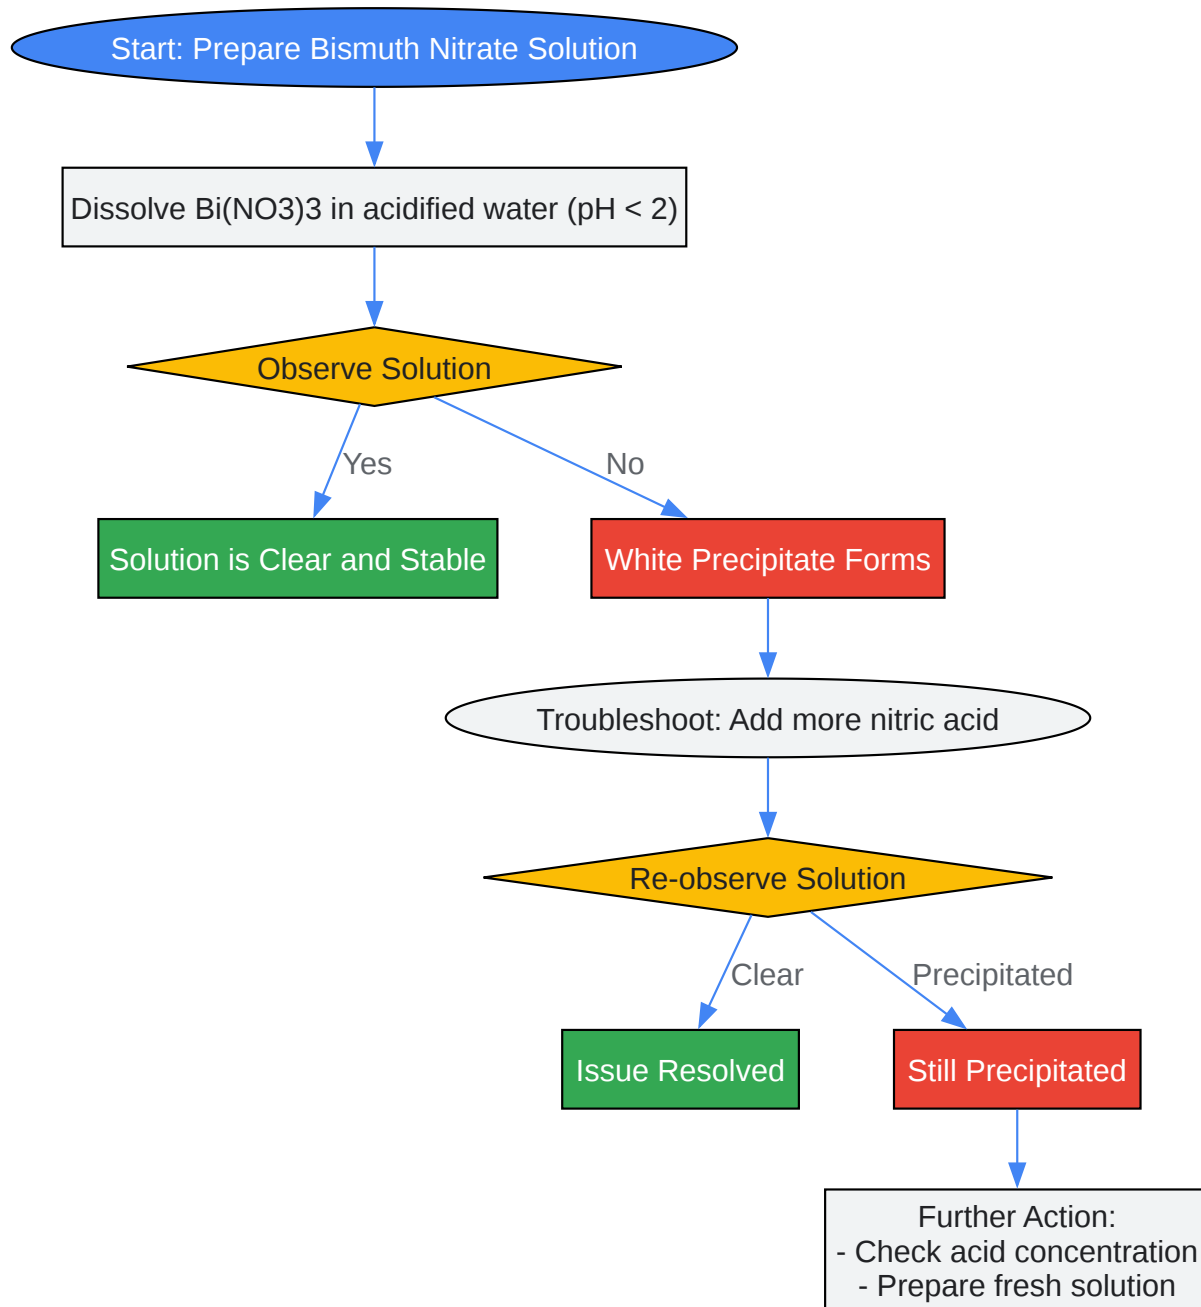 Start: Prepare Bismuth Nitrate Solution
Dissolve Bi(NO3)3 in acidified water (pH < 2)
Observe Solution
Yes
No
Solution is Clear and Stable
White Precipitate Forms
Troubleshoot: Add more nitric acid
Re-observe Solution
Clear
Precipitated
Issue Resolved
Still Precipitated
Further Action:
- Check acid concentration
- Prepare fresh solution